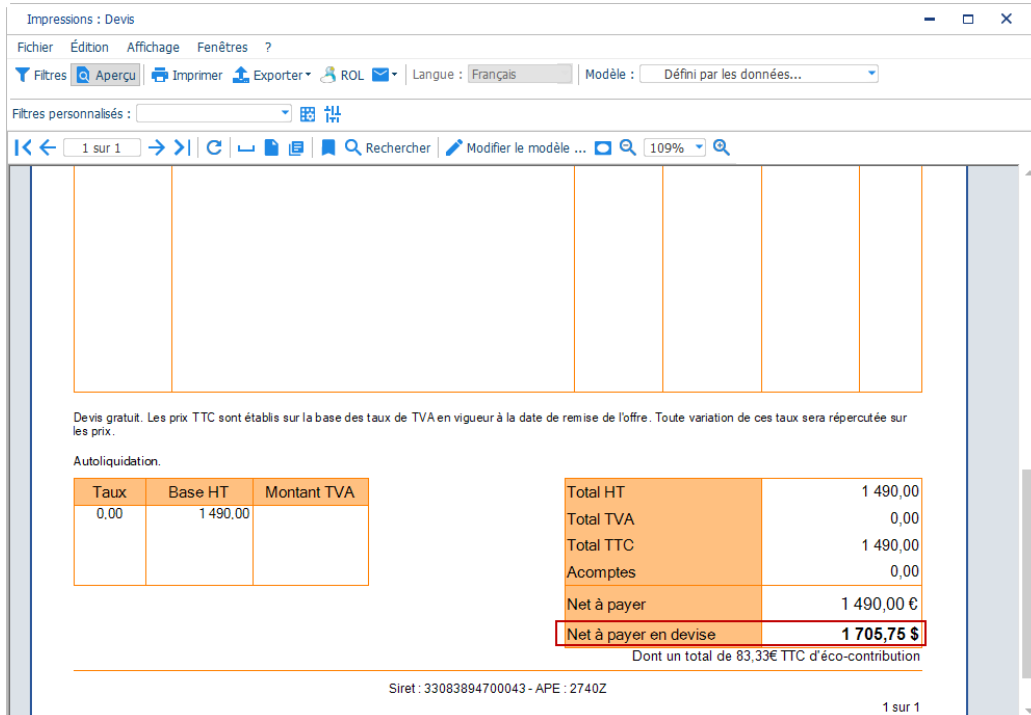 Impressions : Devis
Fichier Édition Affichage Fenêtres ?
Filtres Aperçu Imprimer Exporter ROL Langue : Français Modèle : Défini par les données...
Filtres personnalisés :
1 sur 1 Rechercher Modifier le modèle ... 109%
Devis gratuit. Les prix TTC sont établis sur la base des taux de TVA en vigueur à la date de remise de l'offre. Toute variation de ces taux sera répercutée sur
les prix.
Autoliquidation.
Taux Base HT Montant TVA
0,00 1 490,00
Total HT 1 490,00
Total TVA 0,00
Total TTC 1 490,00
Acomptes 0,00
Net à payer 1 490,00 €
Net à payer en devise 1 705,75 $
Dont un total de 83,33€ TTC d'éco-contribution
Siret : 33083894700043 - APE : 2740Z
1 sur 1